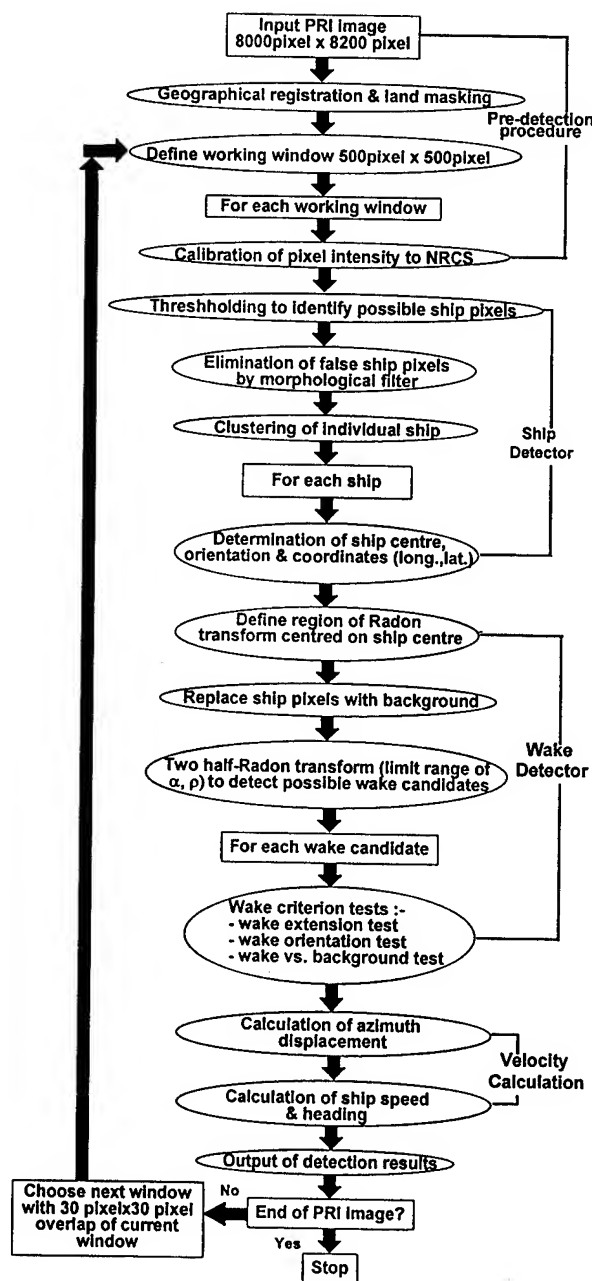 Input PRI image
8000pixel x 8200 pixel
Geographical registration & land masking
Pre-detection
procedure
Define working window 500pixel x 500pixel
For each working window
Calibration of pixel intensity to NRCS
Threshholding to identify possible ship pixels
Elimination of false ship pixels
by morphological filter
Clustering of individual ship
Ship
Detector
For each ship
Determination of ship centre,
orientation & coordinates (long.,lat.)
Define region of Radon
transform centred on ship centre
Replace ship pixels with background
Wake
Detector
Two half-Radon transform (limit range of
α, ρ) to detect possible wake candidates
For each wake candidate
Wake criterion tests :-
- wake extension test
- wake orientation test
- wake vs. background test
Calculation of azimuth
displacement
Velocity
Calculation
Calculation of ship speed
& heading
Output of detection results
Choose next window
with 30 pixelx30 pixel
overlap of current
window
No
End of PRI image?
Yes
Stop